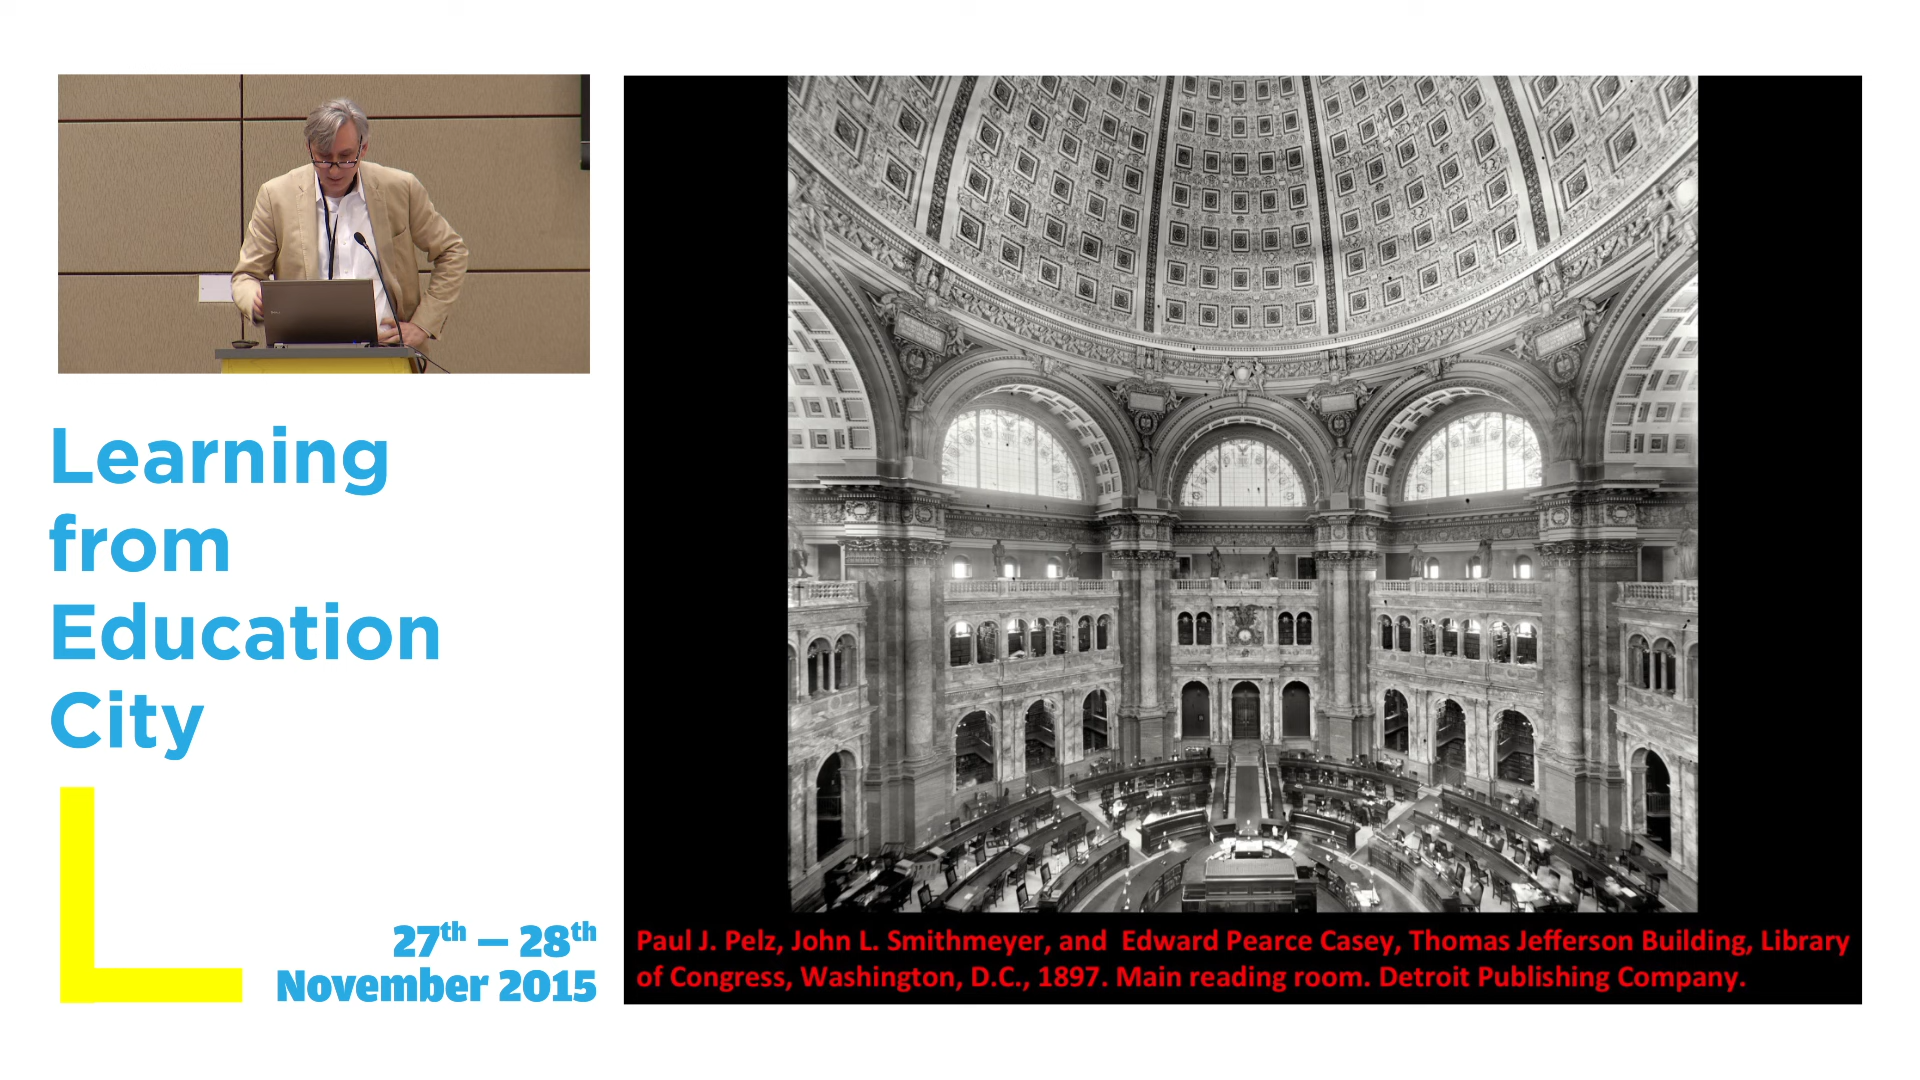 Learning
from
Education
City
27th – 28th
November 2015
Paul J. Pelz, John L. Smithmeyer, and  Edward Pearce Casey, Thomas Jefferson Building, Library
of Congress, Washington, D.C., 1897. Main reading room. Detroit Publishing Company.